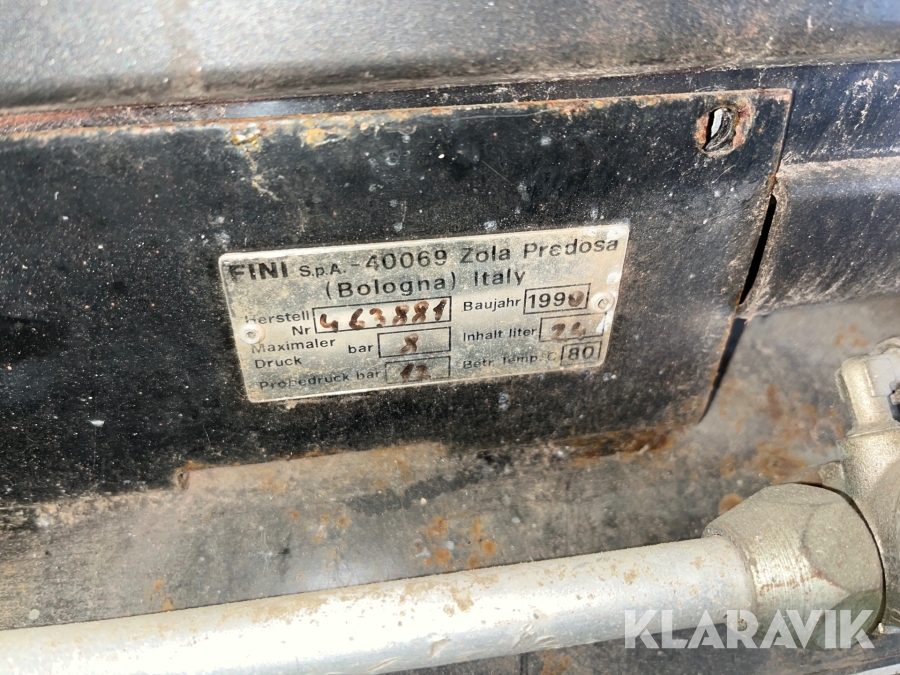 FINI S.p.A. - 40069 Zola Predosa
(Bologna) Italy
Herstell Nr 463881 Baujahr 1990
Maximaler Druck bar 8 Inhalt liter 24
Probedruck bar 12 Betr. temp. °C 80
KLARAVIK